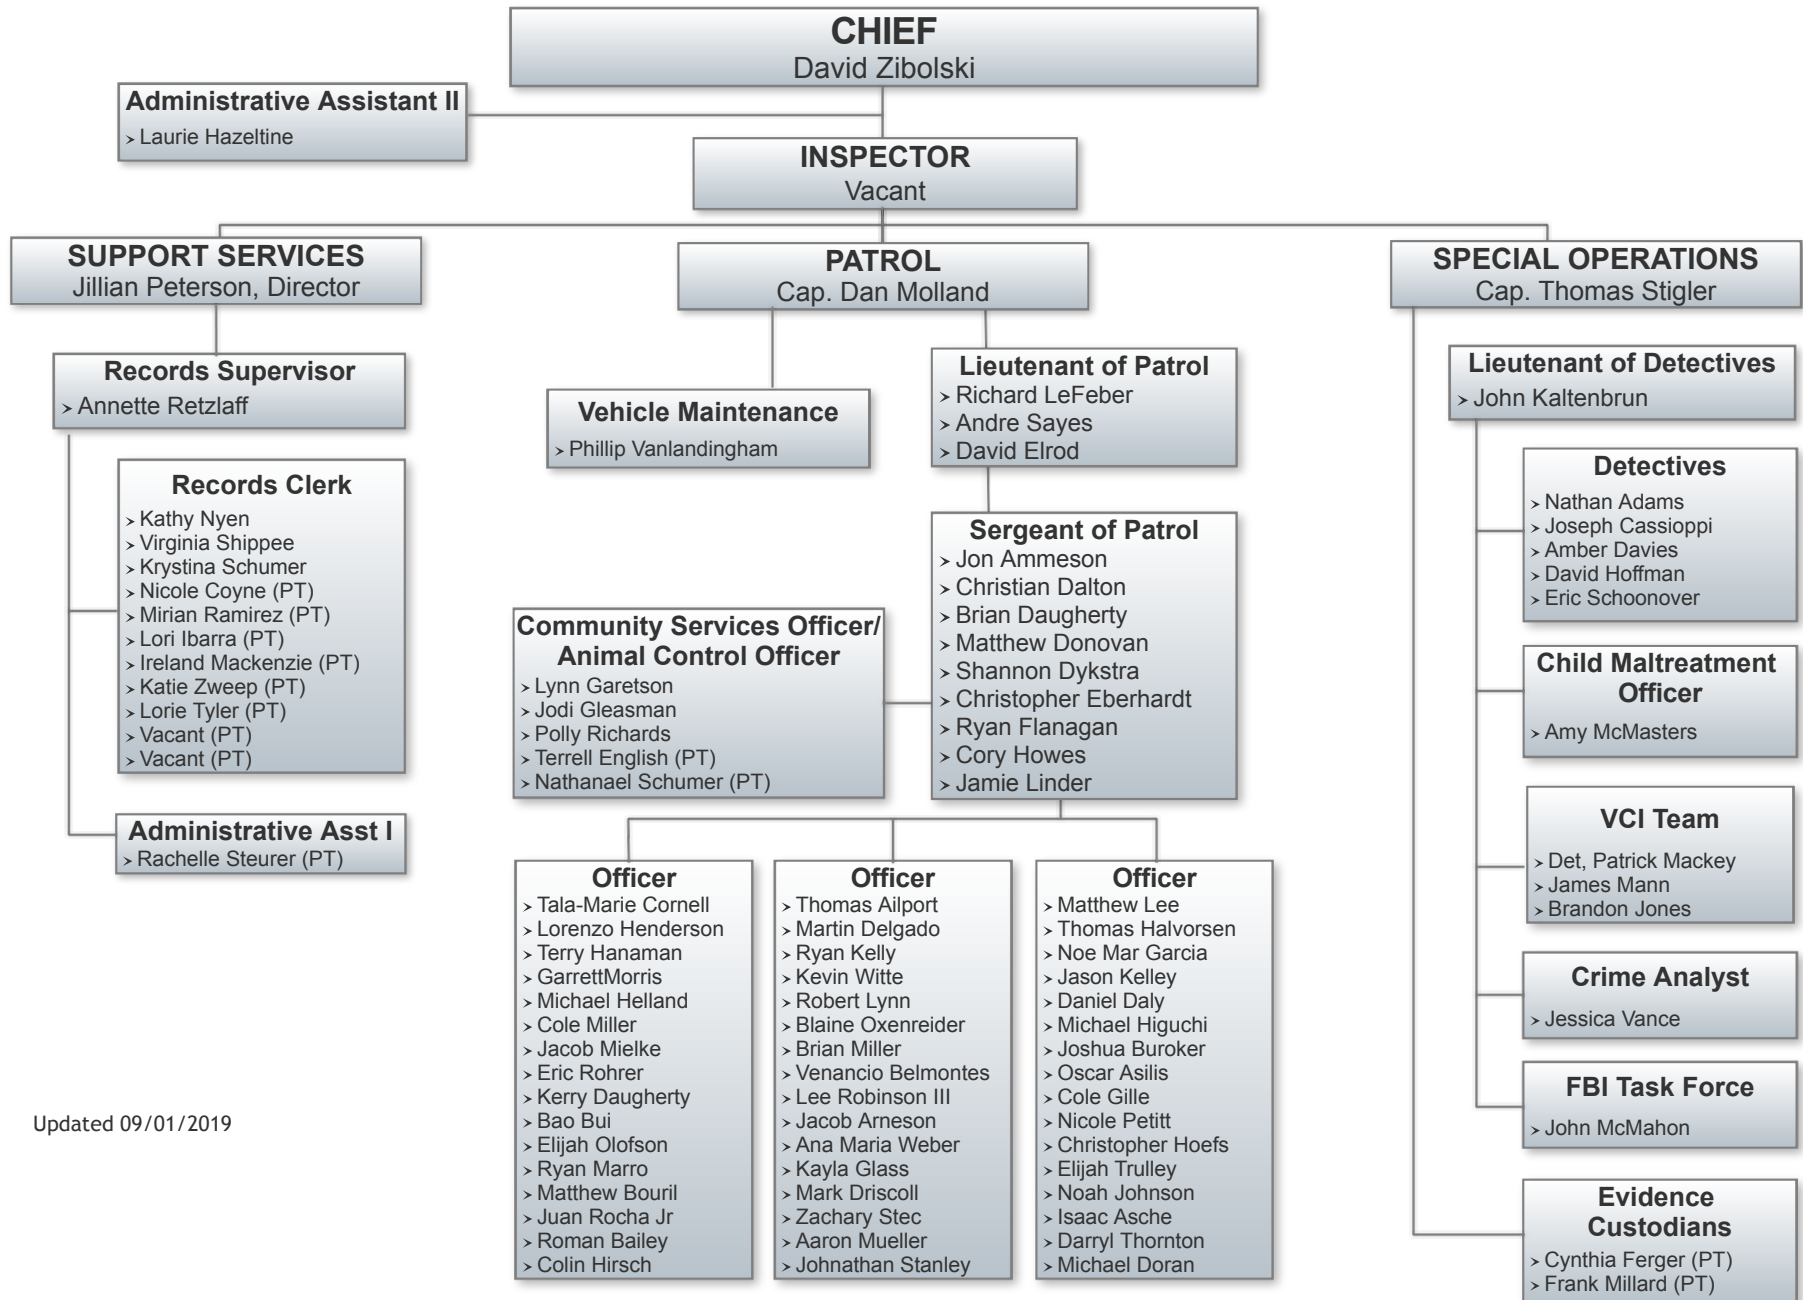 CHIEF
David Zibolski
Administrative Assistant II
> Laurie Hazeltine
INSPECTOR
Vacant
SUPPORT SERVICES
Jillian Peterson, Director
PATROL
Cap. Dan Molland
SPECIAL OPERATIONS
Cap. Thomas Stigler
Records Supervisor
> Annette Retzlaff
Records Clerk
> Kathy Nyen
> Virginia Shippee
> Krystina Schumer
> Nicole Coyne (PT)
> Mirian Ramirez (PT)
> Lori Ibarra (PT)
> Ireland Mackenzie (PT)
> Katie Zweep (PT)
> Lorie Tyler (PT)
> Vacant (PT)
> Vacant (PT)
Administrative Asst I
> Rachelle Steurer (PT)
Vehicle Maintenance
> Phillip Vanlandingham
Lieutenant of Patrol
> Richard LeFeber
> Andre Sayes
> David Elrod
Sergeant of Patrol
> Jon Ammeson
> Christian Dalton
> Brian Daugherty
> Matthew Donovan
> Shannon Dykstra
> Christopher Eberhardt
> Ryan Flanagan
> Cory Howes
> Jamie Linder
Community Services Officer/
Animal Control Officer
> Lynn Garetson
> Jodi Gleasman
> Polly Richards
> Terrell English (PT)
> Nathanael Schumer (PT)
Officer
> Tala-Marie Cornell
> Lorenzo Henderson
> Terry Hanaman
> GarrettMorris
> Michael Helland
> Cole Miller
> Jacob Mielke
> Eric Rohrer
> Kerry Daugherty
> Bao Bui
> Elijah Olofson
> Ryan Marro
> Matthew Bouril
> Juan Rocha Jr
> Roman Bailey
> Colin Hirsch
Officer
> Thomas Ailport
> Martin Delgado
> Ryan Kelly
> Kevin Witte
> Robert Lynn
> Blaine Oxenreider
> Brian Miller
> Venancio Belmontes
> Lee Robinson III
> Jacob Arneson
> Ana Maria Weber
> Kayla Glass
> Mark Driscoll
> Zachary Stec
> Aaron Mueller
> Johnathan Stanley
Officer
> Matthew Lee
> Thomas Halvorsen
> Noe Mar Garcia
> Jason Kelley
> Daniel Daly
> Michael Higuchi
> Joshua Buroker
> Oscar Asilis
> Cole Gille
> Nicole Petitt
> Christopher Hoefs
> Elijah Trulley
> Noah Johnson
> Isaac Asche
> Darryl Thornton
> Michael Doran
Lieutenant of Detectives
> John Kaltenbrun
Detectives
> Nathan Adams
> Joseph Cassioppi
> Amber Davies
> David Hoffman
> Eric Schoonover
Child Maltreatment
Officer
> Amy McMasters
VCI Team
> Det, Patrick Mackey
> James Mann
> Brandon Jones
Crime Analyst
> Jessica Vance
FBI Task Force
> John McMahon
Evidence
Custodians
> Cynthia Ferger (PT)
> Frank Millard (PT)
Updated 09/01/2019